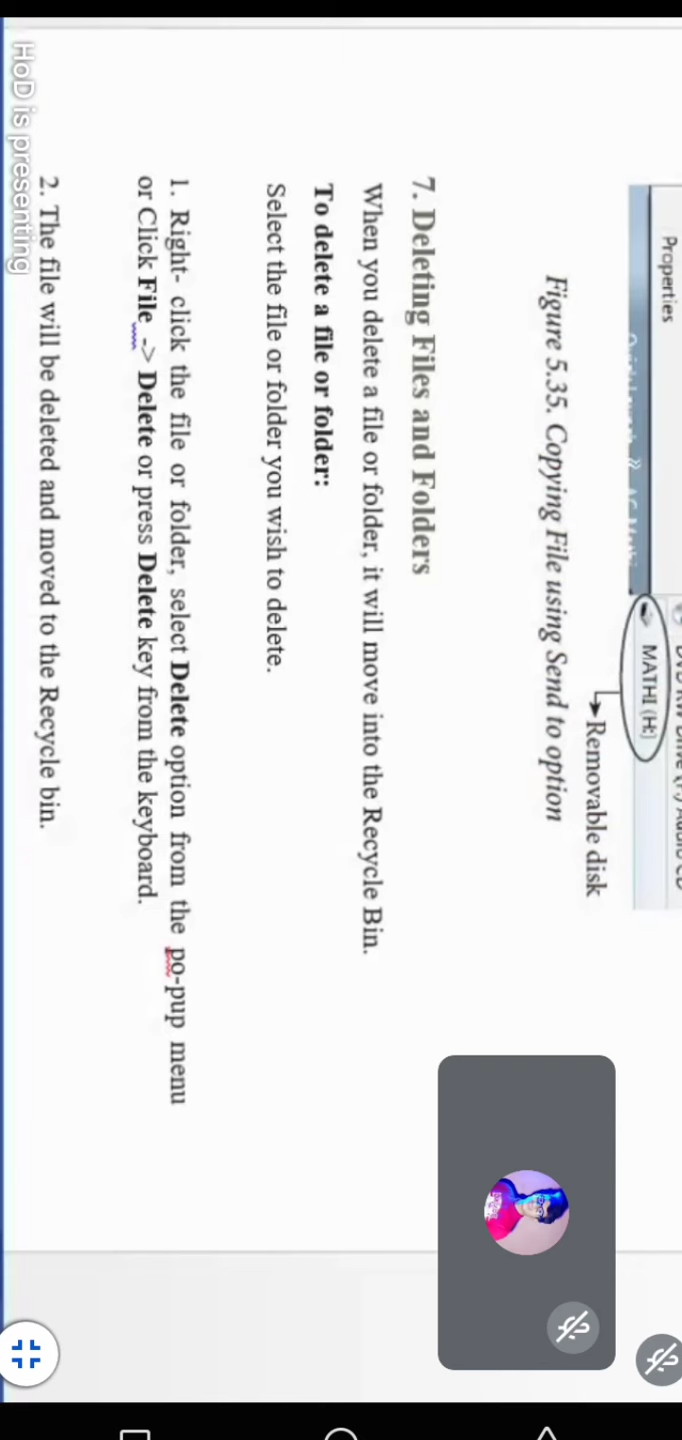 Properties
MATHI (H:)
Removable disk
Figure 5.35. Copying File using Send to option
7. Deleting Files and Folders
When you delete a file or folder, it will move into the Recycle Bin.
To delete a file or folder:
Select the file or folder you wish to delete.
1. Right- click the file or folder, select Delete option from the po-pup menu
or Click File -> Delete or press Delete key from the keyboard.
2. The file will be deleted and moved to the Recycle bin.
HoD is presenting